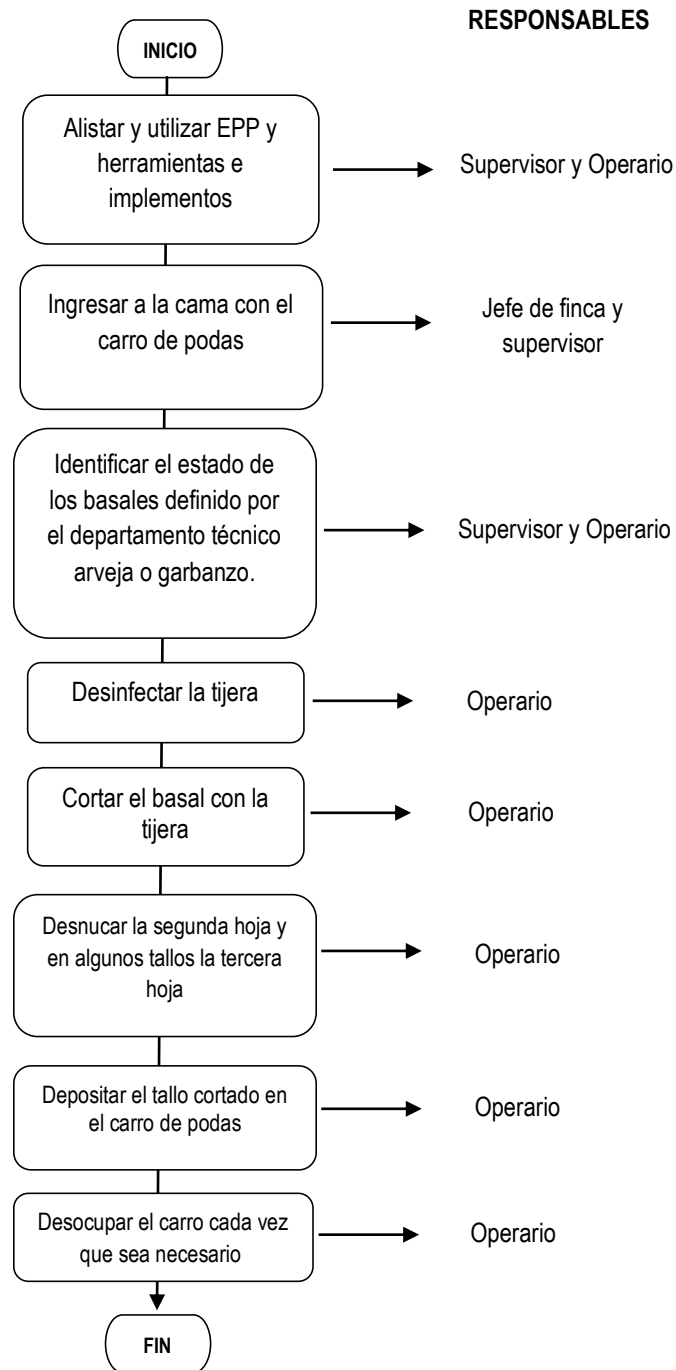 RESPONSABLES
INICIO
Alistar y utilizar EPP y
herramientas e
implementos
Supervisor y Operario
Ingresar a la cama con el
carro de podas
Jefe de finca y
supervisor
Identificar el estado de
los basales definido por
el departamento técnico
arveja o garbanzo.
Supervisor y Operario
Desinfectar la tijera
Operario
Cortar el basal con la
tijera
Operario
Desnucar la segunda hoja y
en algunos tallos la tercera
hoja
Operario
Depositar el tallo cortado en
el carro de podas
Operario
Desocupar el carro cada vez
que sea necesario
Operario
FIN